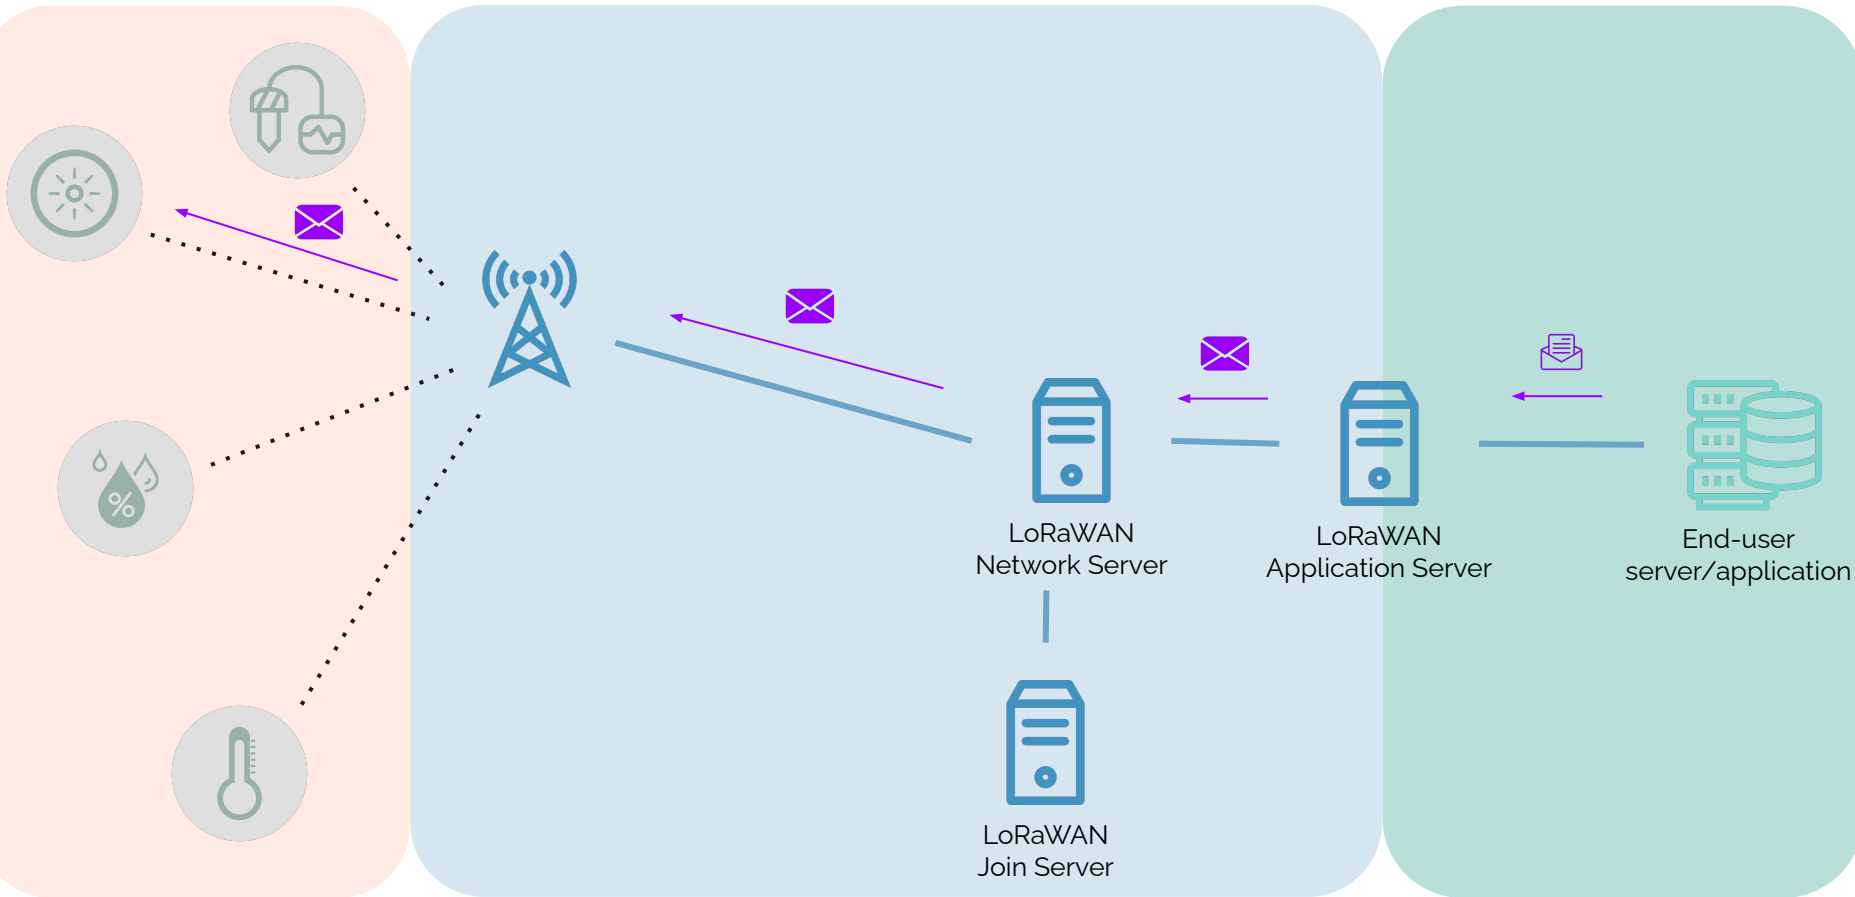 %
LoRaWAN
Network Server
LoRaWAN
Application Server
End-user
server/application
LoRaWAN
Join Server